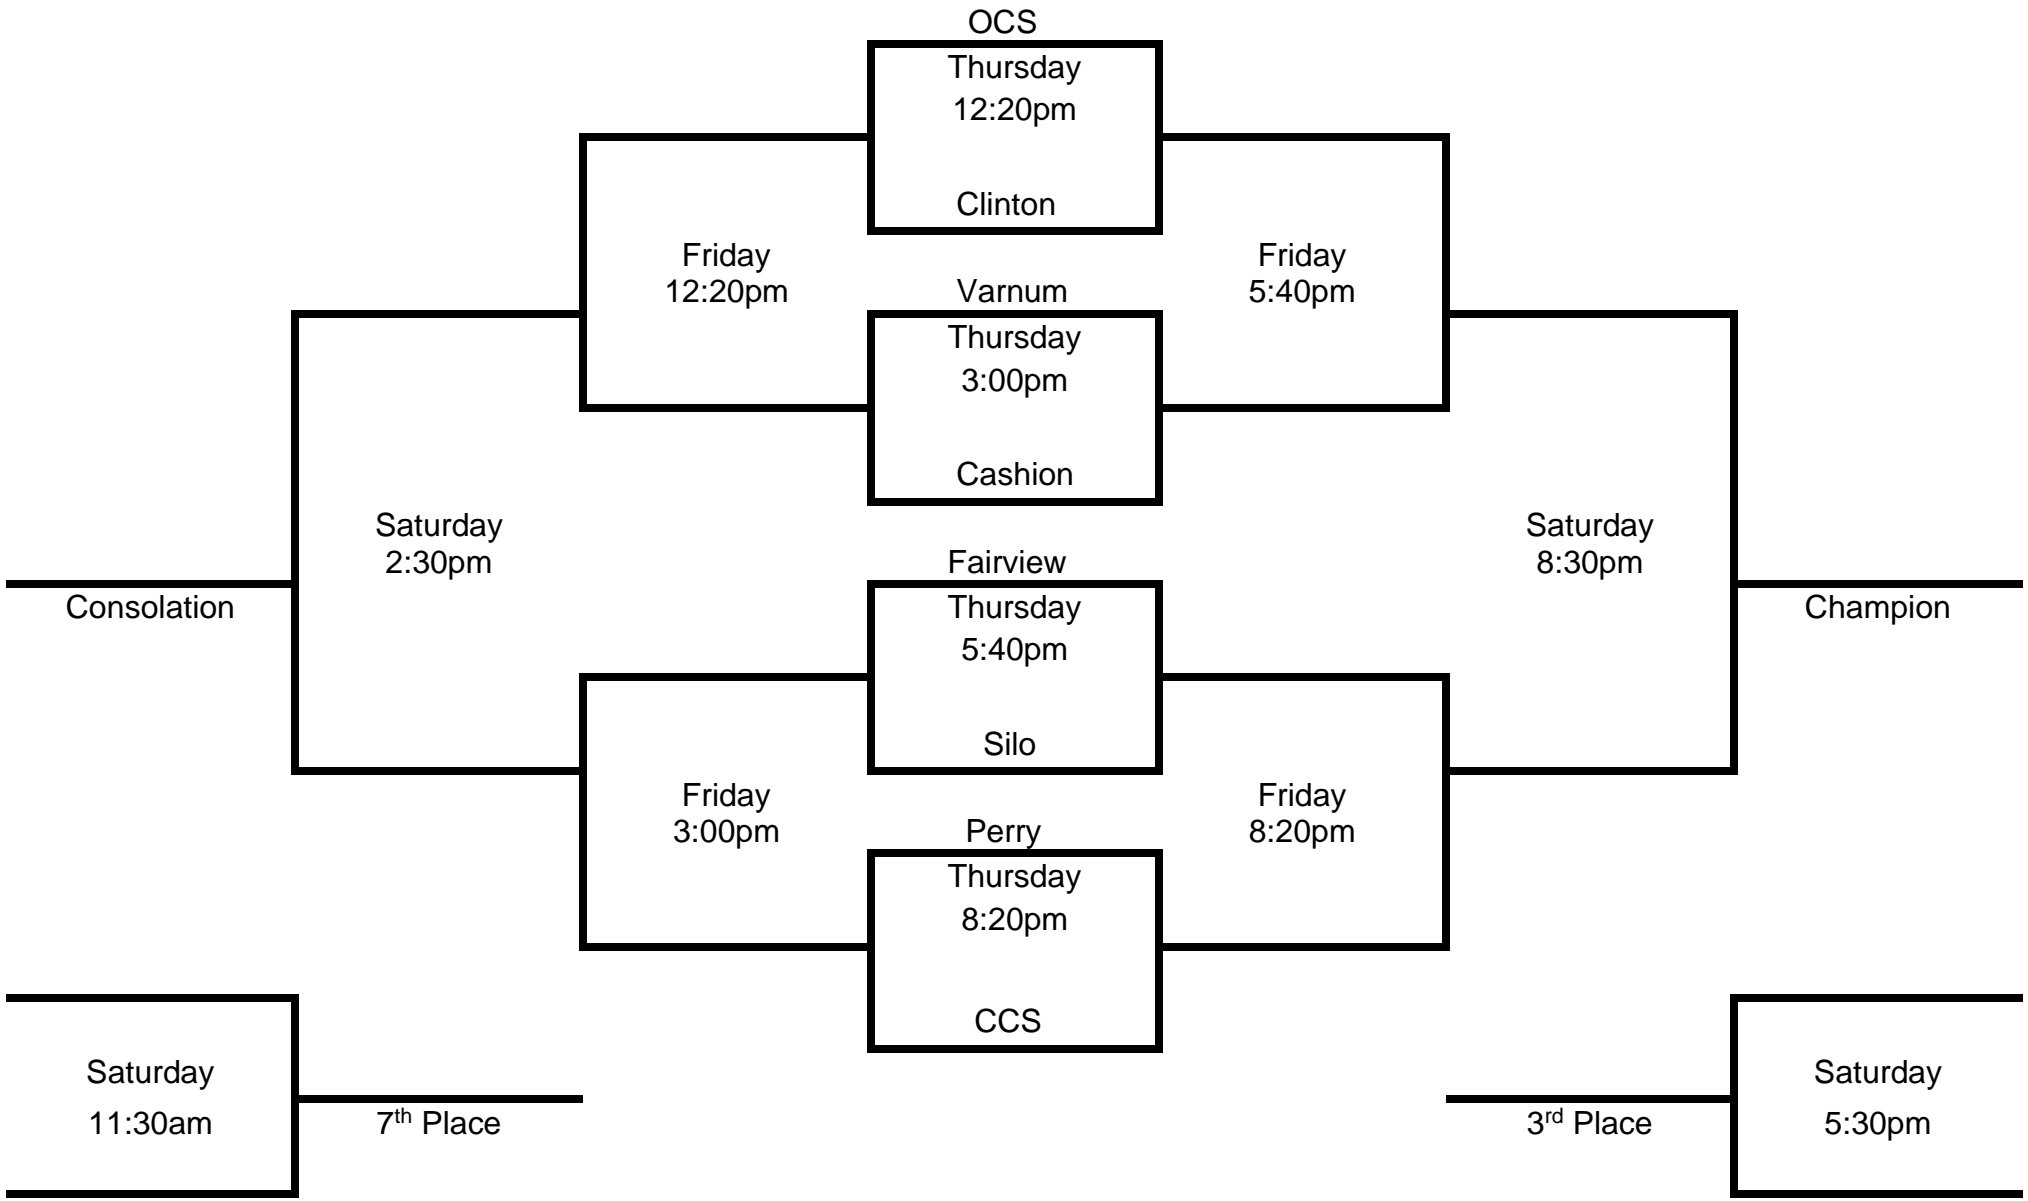 OCS
Thursday
12:20pm
Clinton
Friday
12:20pm
Friday
5:40pm
Varnum
Thursday
3:00pm
Cashion
Saturday
2:30pm
Saturday
8:30pm
Fairview
Thursday
5:40pm
Consolation
Champion
Silo
Friday
3:00pm
Friday
8:20pm
Perry
Thursday
8:20pm
CCS
Saturday
11:30am
7th Place
3rd Place
Saturday
5:30pm